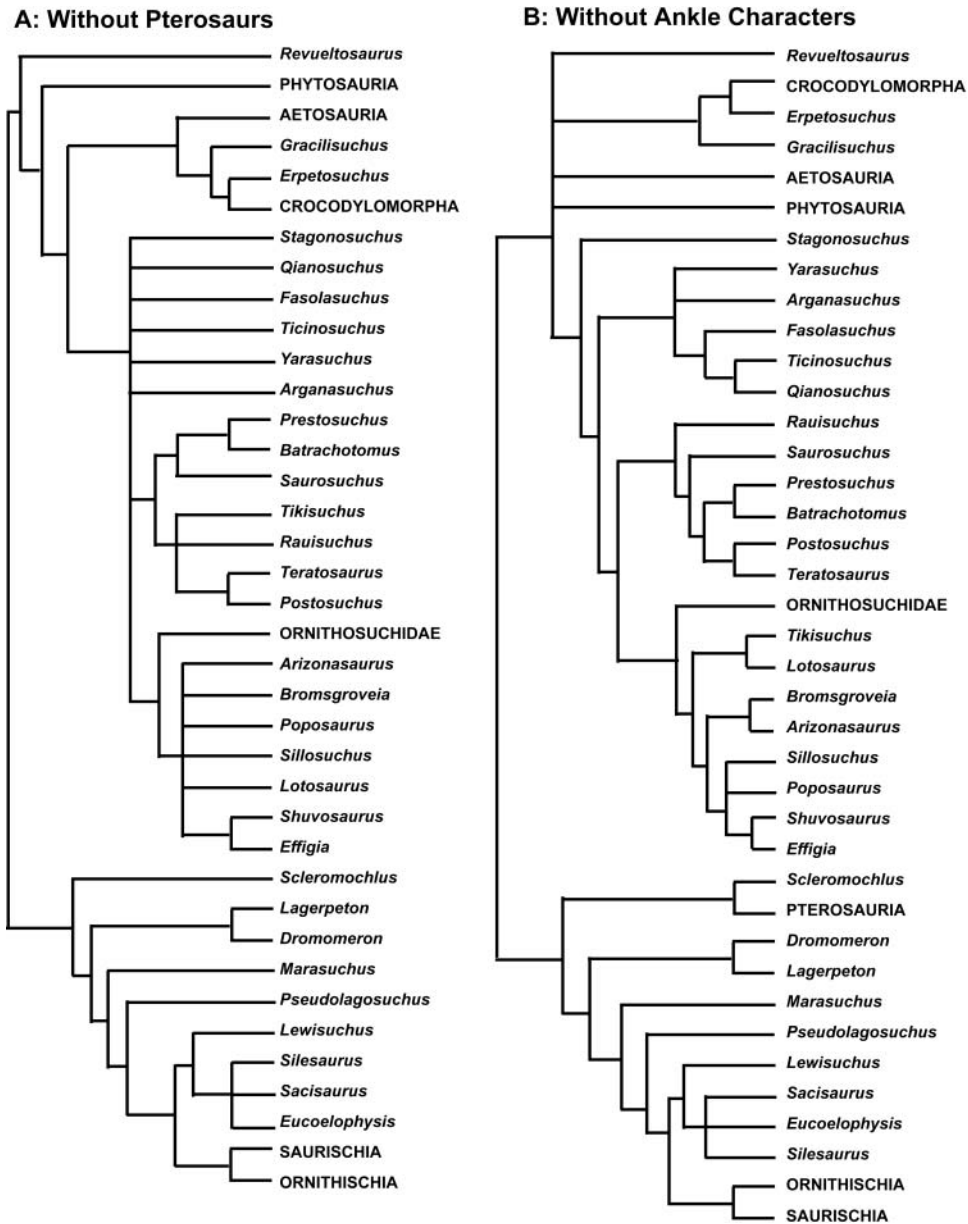 A: Without Pterosaurs
Revueltosaurus
PHYTOSAURIA
AETOSAURIA
Gracilisuchus
Erpetosuchus
CROCODYLOMORPHA
Stagonosuchus
Qianosuchus
Fasolasuchus
Ticinosuchus
Yarasuchus
Arganasuchus
Prestosuchus
Batrachotomus
Saurosuchus
Tikisuchus
Rauisuchus
Teratosaurus
Postosuchus
ORNITHOSUCHIDAE
Arizonasaurus
Bromsgroveia
Poposaurus
Sillosuchus
Lotosaurus
Shuvosaurus
Effigia
Scleromochlus
Lagerpeton
Dromomeron
Marasuchus
Pseudolagosuchus
Lewisuchus
Silesaurus
Sacisaurus
Eucoelophysis
SAURISCHIA
ORNITHISCHIA
B: Without Ankle Characters
Revueltosaurus
CROCODYLOMORPHA
Erpetosuchus
Gracilisuchus
AETOSAURIA
PHYTOSAURIA
Stagonosuchus
Yarasuchus
Arganasuchus
Fasolasuchus
Ticinosuchus
Qianosuchus
Rauisuchus
Saurosuchus
Prestosuchus
Batrachotomus
Postosuchus
Teratosaurus
ORNITHOSUCHIDAE
Tikisuchus
Lotosaurus
Bromsgroveia
Arizonasaurus
Sillosuchus
Poposaurus
Shuvosaurus
Effigia
Scleromochlus
PTEROSAURIA
Dromomeron
Lagerpeton
Marasuchus
Pseudolagosuchus
Lewisuchus
Sacisaurus
Eucoelophysis
Silesaurus
ORNITHISCHIA
SAURISCHIA